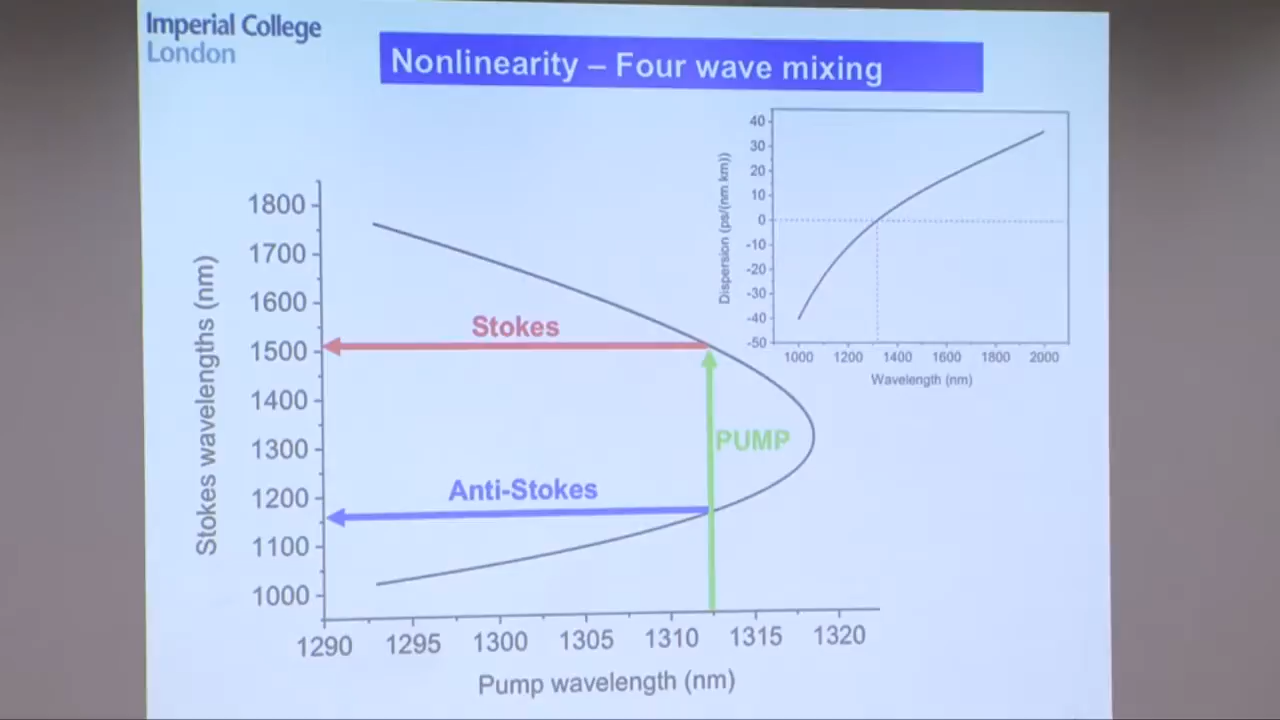 Imperial College
London
Nonlinearity – Four wave mixing
40
30
20
10
0
-10
-20
-30
-40
-50
Dispersion (ps/(nm km))
1000 1200 1400 1600 1800 2000
Wavelength (nm)
1800
1700
1600
1500
1400
1300
1200
1100
1000
Stokes wavelengths (nm)
Stokes
PUMP
Anti-Stokes
1290 1295 1300 1305 1310 1315 1320
Pump wavelength (nm)